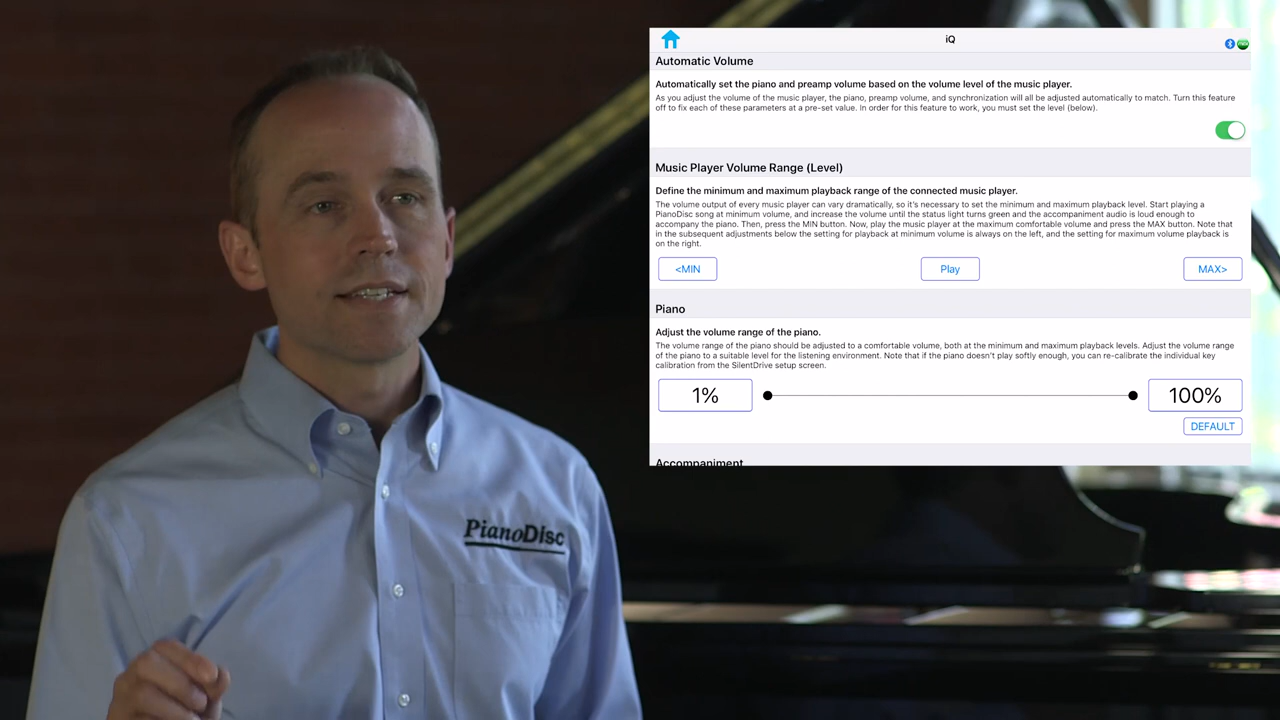 iQ
Automatic Volume
Automatically set the piano and preamp volume based on the volume level of the music player.
As you adjust the volume of the music player, the piano, preamp volume, and synchronization will all be adjusted automatically to match. Turn this feature
off to fix each of these parameters at a pre-set value. In order for this feature to work, you must set the level (below).
Music Player Volume Range (Level)
Define the minimum and maximum playback range of the connected music player.
The volume output of every music player can vary dramatically, so it's necessary to set the minimum and maximum playback level. Start playing a
PianoDisc song at minimum volume, and increase the volume until the status light turns green and the accompaniment audio is loud enough to
accompany the piano. Then, press the MIN button. Now, play the music player at the maximum comfortable volume and press the MAX button. Note that
in the subsequent adjustments below the setting for playback at minimum volume is always on the left, and the setting for maximum volume playback is
on the right.
<MIN
Play
MAX>
Piano
Adjust the volume range of the piano.
The volume range of the piano should be adjusted to a comfortable volume, both at the minimum and maximum playback levels. Adjust the volume range
of the piano to a suitable level for the listening environment. Note that if the piano doesn't play softly enough, you can re-calibrate the individual key
calibration from the SilentDrive setup screen.
1%
100%
DEFAULT
Accompaniment
PianoDisc